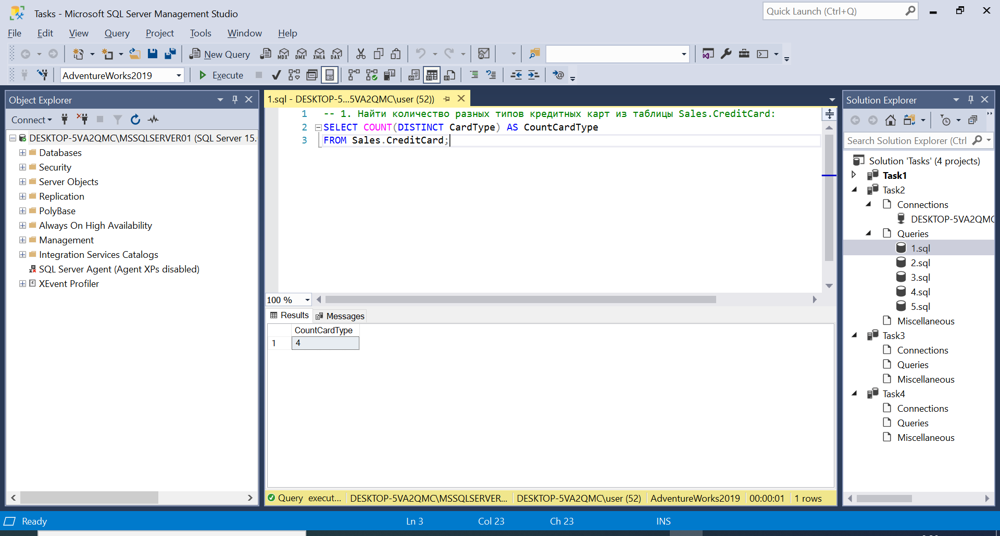 Tasks - Microsoft SQL Server Management Studio
Quick Launch (Ctrl+Q)
File Edit View Query Project Tools Window Help
New Query MDX DMX XMLA DAX
AdventureWorks2019 Execute
Object Explorer
Connect
DESKTOP-5VA2QMC\MSSQLSERVER01 (SQL Server 15.
Databases
Security
Server Objects
Replication
PolyBase
Always On High Availability
Management
Integration Services Catalogs
SQL Server Agent (Agent XPs disabled)
XEvent Profiler
1.sql - DESKTOP-5...5VA2QMC\user (52))
1 -- 1. Найти количество разных типов кредитных карт из таблицы Sales.CreditCard:
2 SELECT COUNT(DISTINCT CardType) AS CountCardType
3 FROM Sales.CreditCard;
100 %
Results Messages
CountCardType
1 4
Query execut... DESKTOP-5VA2QMC\MSSQLSERVER... DESKTOP-5VA2QMC\user (52) AdventureWorks2019 00:00:01 1 rows
Solution Explorer
Search Solution Explorer (Ctrl
Solution 'Tasks' (4 projects)
Task1
Task2
Connections
DESKTOP-5VA2QMC
Queries
1.sql
2.sql
3.sql
4.sql
5.sql
Miscellaneous
Task3
Connections
Queries
Miscellaneous
Task4
Connections
Queries
Miscellaneous
Ready Ln 3 Col 23 Ch 23 INS